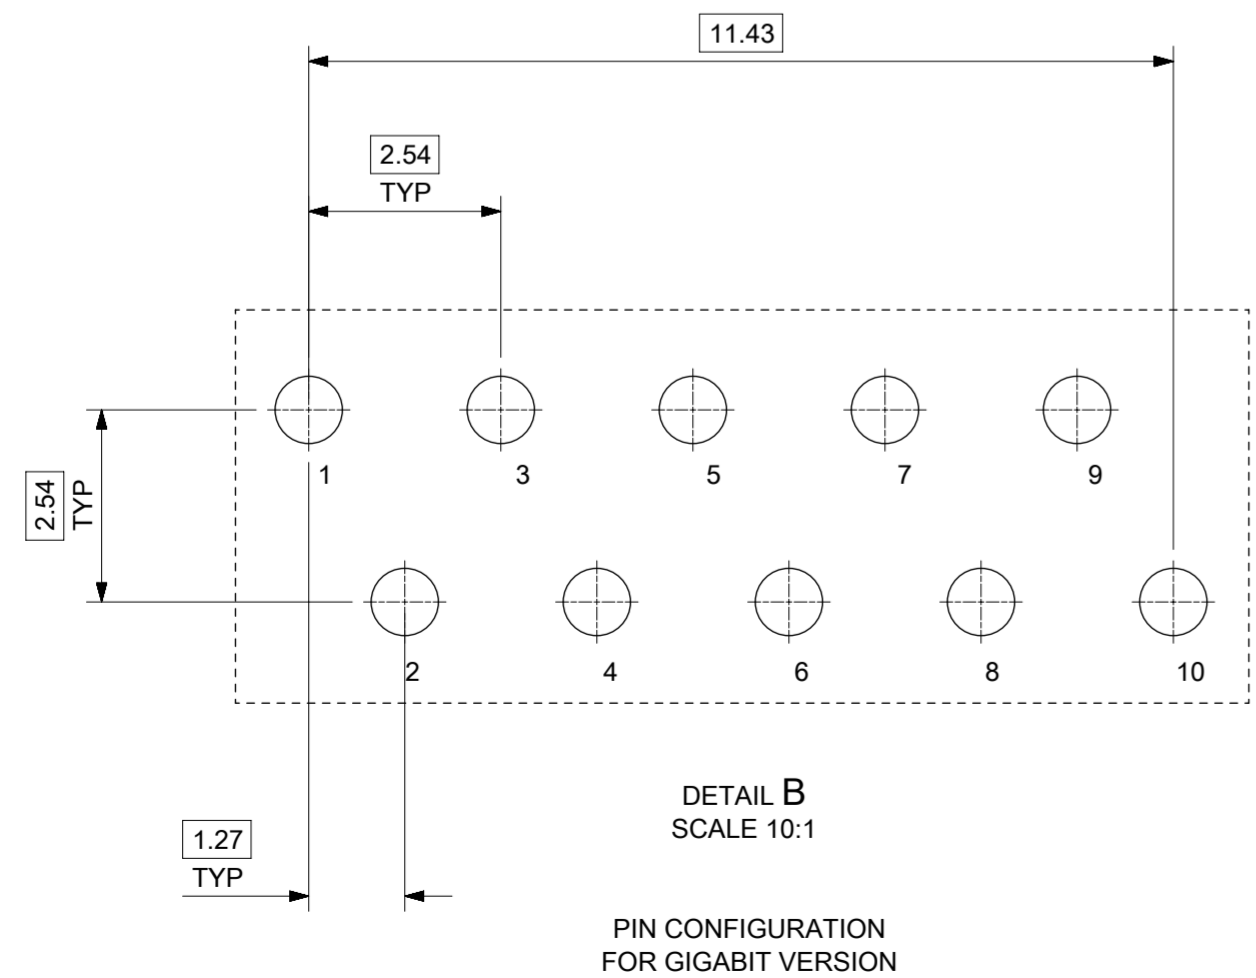 11.43
2.54
TYP
1 3 5 7 9
2.54
TYP
2 4 6 8 10
DETAIL B
SCALE 10:1
1.27
TYP
PIN CONFIGURATION
FOR GIGABIT VERSION